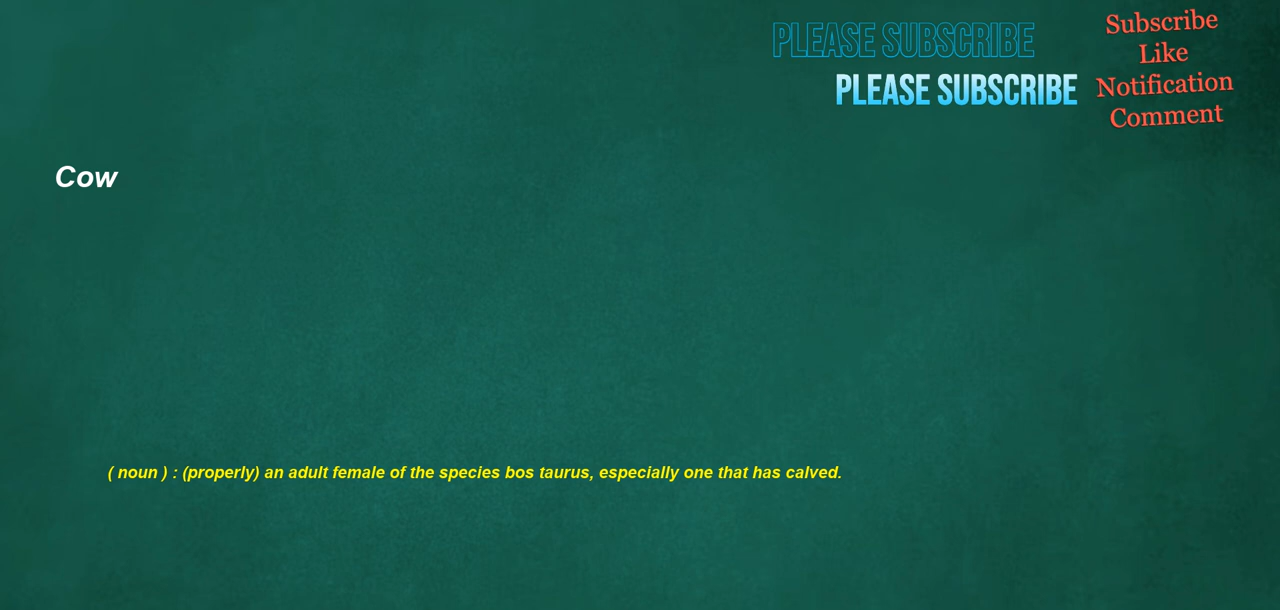 PLEASE SUBSCRIBE
PLEASE SUBSCRIBE
Subscribe
Like
Notification
Comment
Cow
( noun ) : (properly) an adult female of the species bos taurus, especially one that has calved.